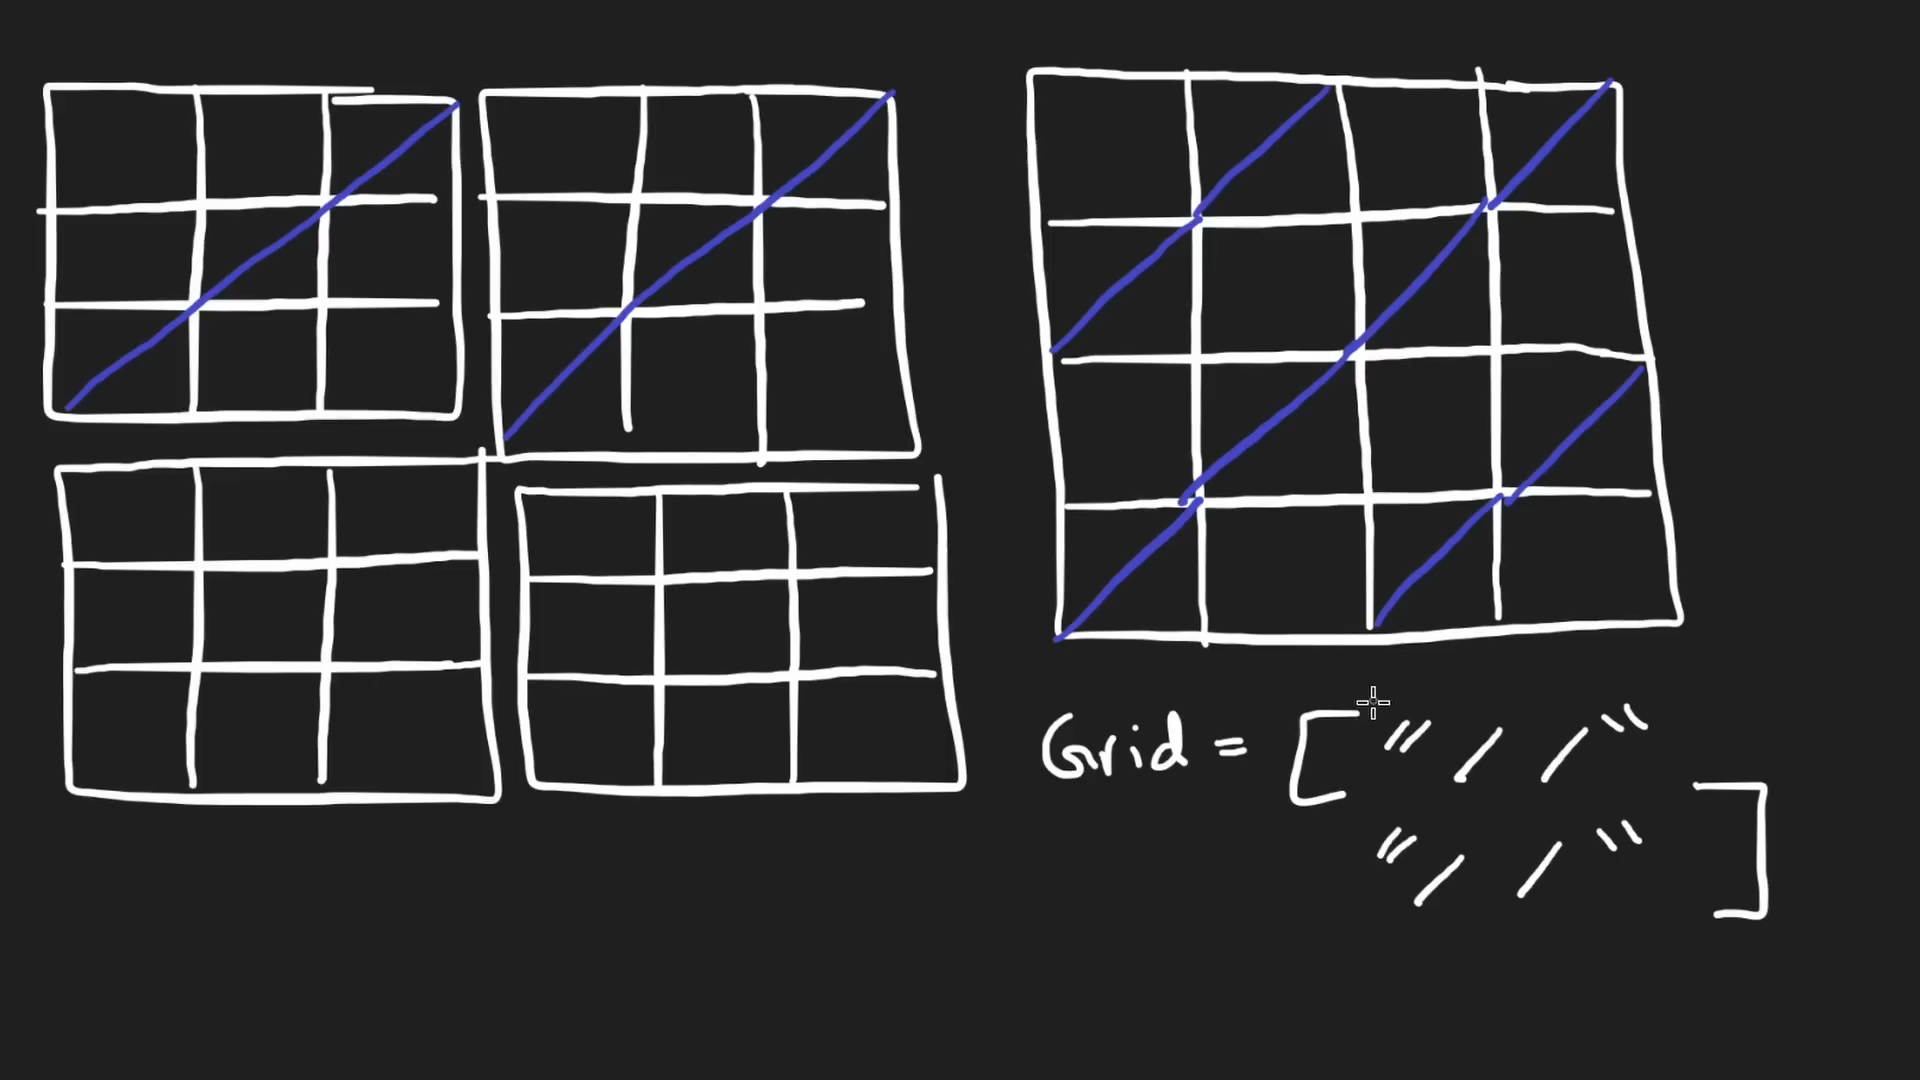 Grid = [ " / / "
" / / " ]